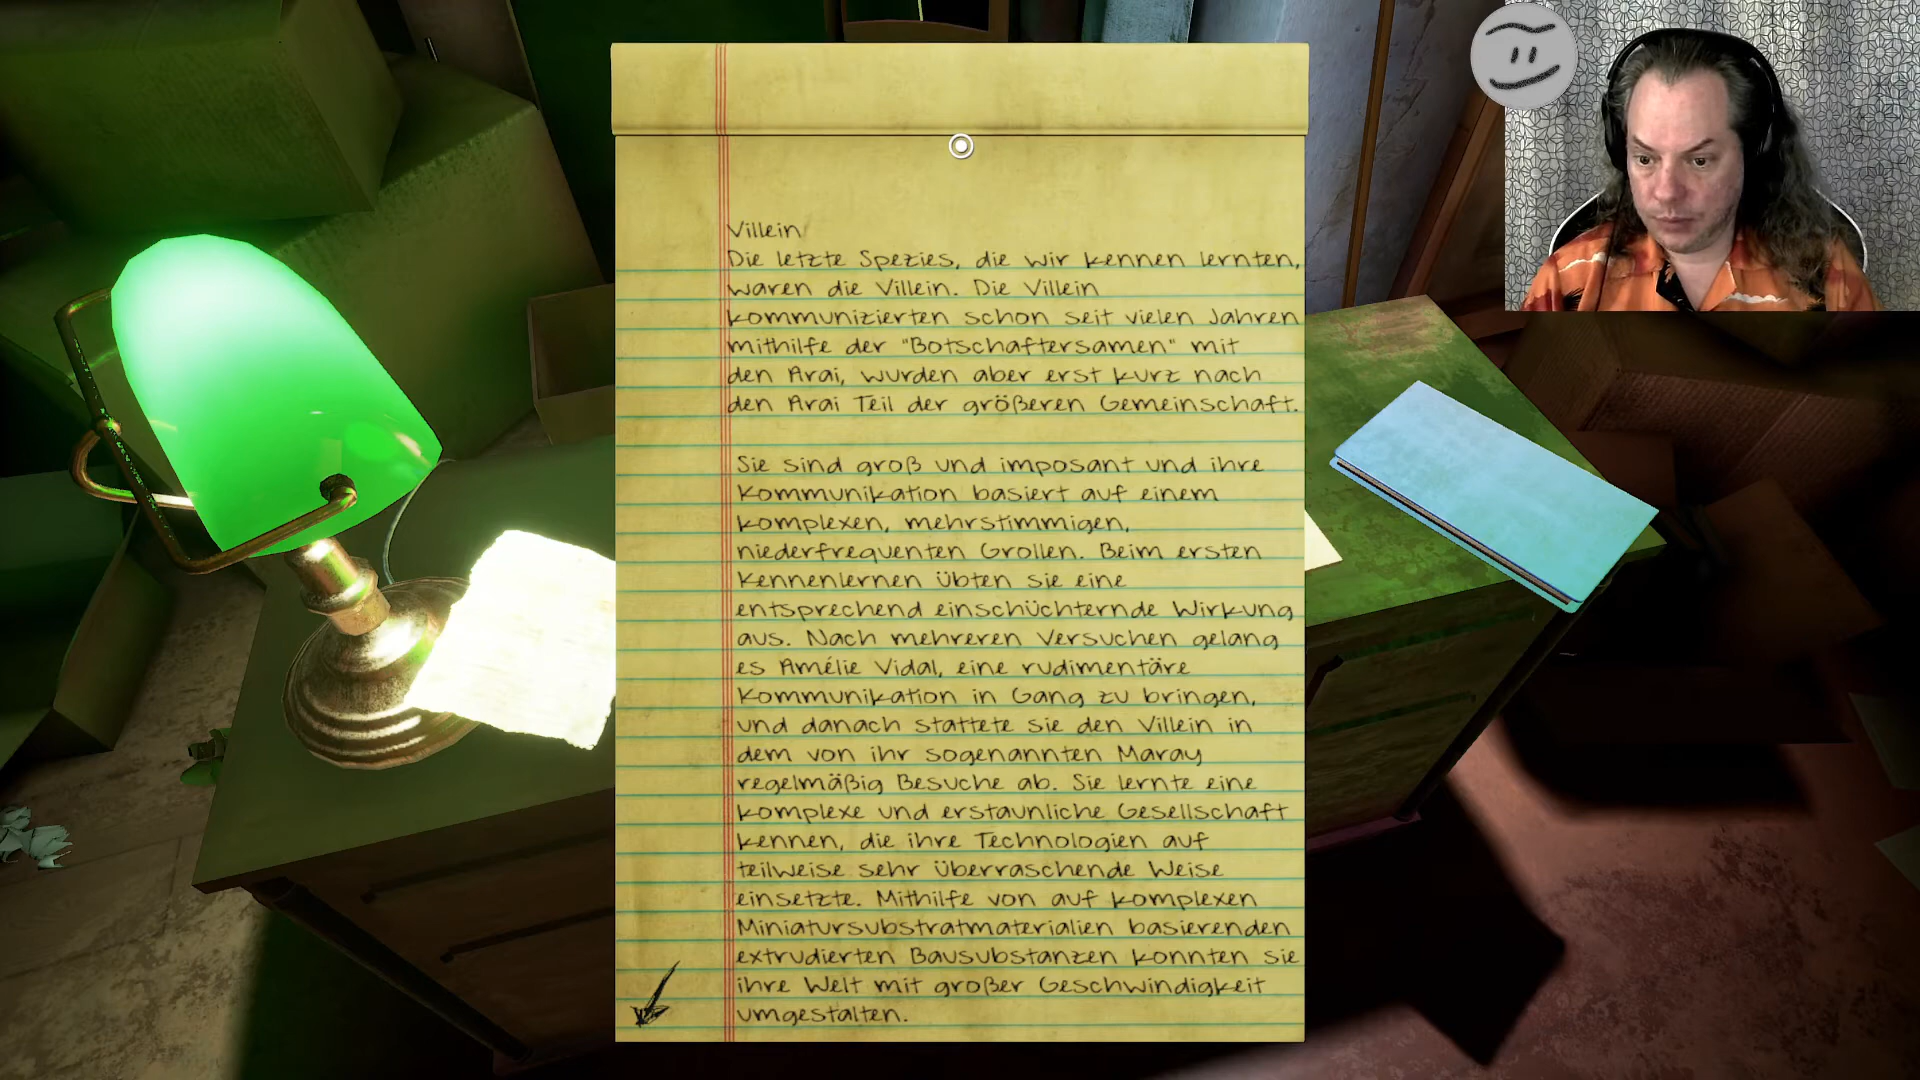 Villein
Die letzte Spezies, die wir kennen lernten,
waren die Villein. Die Villein
kommunizierten schon seit vielen Jahren
mithilfe der "Botschaftersamen" mit
den Arai, wurden aber erst kurz nach
den Arai Teil der größeren Gemeinschaft.
Sie sind groß und imposant und ihre
Kommunikation basiert auf einem
komplexen, mehrstimmigen,
niederfrequenten Grollen. Beim ersten
Kennenlernen übten sie eine
entsprechend einschüchternde Wirkung
aus. Nach mehreren Versuchen gelang
es Amélie Vidal, eine rudimentäre
Kommunikation in Gang zu bringen,
und danach stattete sie den Villein in
dem von ihr sogenannten Maray
regelmäßig Besuche ab. Sie lernte eine
komplexe und erstaunliche Gesellschaft
kennen, die ihre Technologien auf
teilweise sehr überraschende Weise
einsetzte. Mithilfe von auf komplexen
Miniatursubstratmaterialien basierenden
extrudierten Bausubstanzen konnten sie
ihre Welt mit großer Geschwindigkeit
umgestalten.